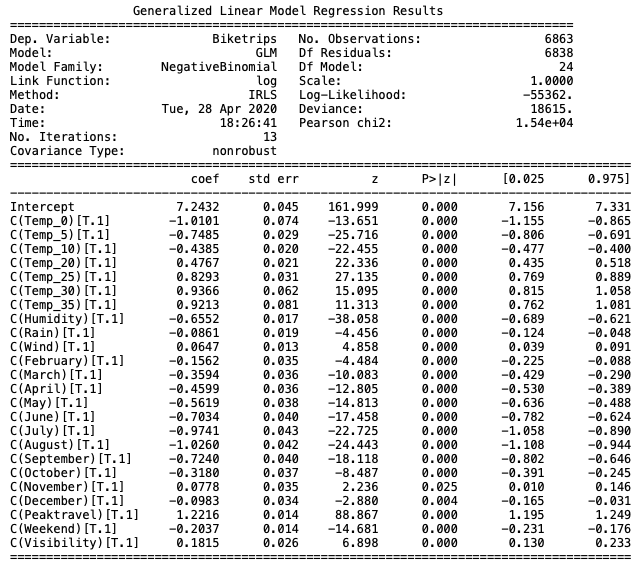 Generalized Linear Model Regression Results
Dep. Variable: Biketrips No. Observations: 6863
Model: GLM Df Residuals: 6838
Model Family: NegativeBinomial Df Model: 24
Link Function: log Scale: 1.0000
Method: IRLS Log-Likelihood: -55362.
Date: Tue, 28 Apr 2020 Deviance: 18615.
Time: 18:26:41 Pearson chi2: 1.54e+04
No. Iterations: 13
Covariance Type: nonrobust
coef std err z P>|z| [0.025 0.975]
Intercept 7.2432 0.045 161.999 0.000 7.156 7.331
C(Temp_0)[T.1] -1.0101 0.074 -13.651 0.000 -1.155 -0.865
C(Temp_5)[T.1] -0.7485 0.029 -25.716 0.000 -0.806 -0.691
C(Temp_10)[T.1] -0.4385 0.020 -22.455 0.000 -0.477 -0.400
C(Temp_20)[T.1] 0.4767 0.021 22.336 0.000 0.435 0.518
C(Temp_25)[T.1] 0.8293 0.031 27.135 0.000 0.769 0.889
C(Temp_30)[T.1] 0.9366 0.062 15.095 0.000 0.815 1.058
C(Temp_35)[T.1] 0.9213 0.081 11.313 0.000 0.762 1.081
C(Humidity)[T.1] -0.6552 0.017 -38.058 0.000 -0.689 -0.621
C(Rain)[T.1] -0.0861 0.019 -4.456 0.000 -0.124 -0.048
C(Wind)[T.1] 0.0647 0.013 4.858 0.000 0.039 0.091
C(February)[T.1] -0.1562 0.035 -4.484 0.000 -0.225 -0.088
C(March)[T.1] -0.3594 0.036 -10.083 0.000 -0.429 -0.290
C(April)[T.1] -0.4599 0.036 -12.805 0.000 -0.530 -0.389
C(May)[T.1] -0.5619 0.038 -14.813 0.000 -0.636 -0.488
C(June)[T.1] -0.7034 0.040 -17.458 0.000 -0.782 -0.624
C(July)[T.1] -0.9741 0.043 -22.725 0.000 -1.058 -0.890
C(August)[T.1] -1.0260 0.042 -24.443 0.000 -1.108 -0.944
C(September)[T.1] -0.7240 0.040 -18.118 0.000 -0.802 -0.646
C(October)[T.1] -0.3180 0.037 -8.487 0.000 -0.391 -0.245
C(November)[T.1] 0.0778 0.035 2.236 0.025 0.010 0.146
C(December)[T.1] -0.0983 0.034 -2.880 0.004 -0.165 -0.031
C(Peaktravel)[T.1] 1.2216 0.014 88.867 0.000 1.195 1.249
C(Weekend)[T.1] -0.2037 0.014 -14.681 0.000 -0.231 -0.176
C(Visibility)[T.1] 0.1815 0.026 6.898 0.000 0.130 0.233